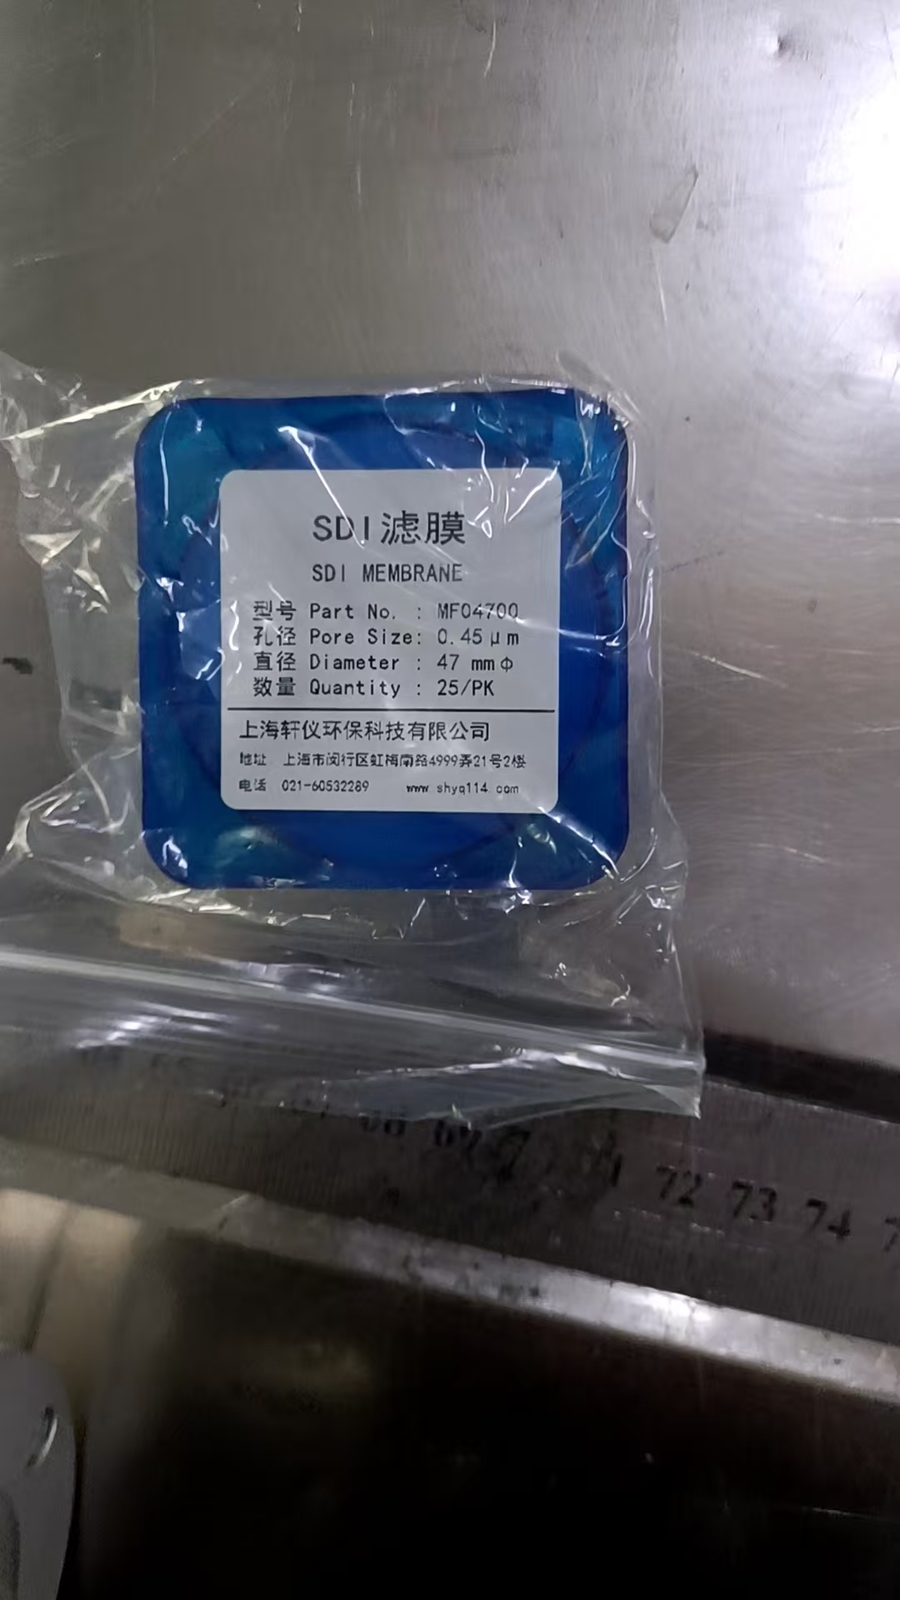 SDI滤膜
SDI MEMBRANE
型号 Part No. : MF04700
孔径 Pore Size: 0.45μm
直径 Diameter : 47 mmφ
数量 Quantity : 25/PK
上海轩仪环保科技有限公司
地址 上海市闵行区虹梅南路4999弄21号2楼
电话 021-60532289 www shyq114 com
72 73 74